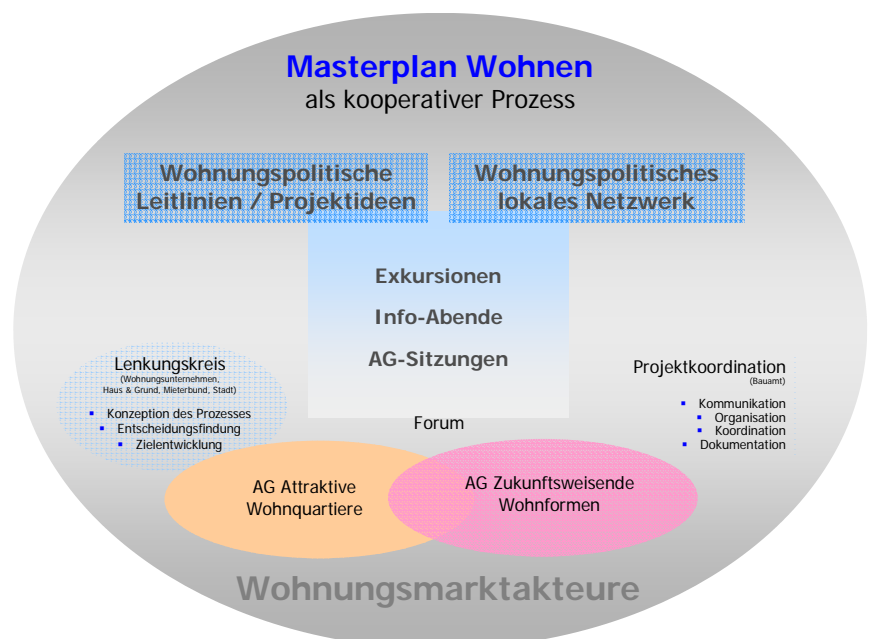 Masterplan Wohnen
als kooperativer Prozess
Wohnungspolitische
Leitlinien / Projektideen
Wohnungspolitisches
lokales Netzwerk
Exkursionen
Info-Abende
AG-Sitzungen
Lenkungskreis
(Wohnungsunternehmen,
Haus & Grund, Mieterbund, Stadt)
▪ Konzeption des Prozesses
▪ Entscheidungsfindung
▪ Zielentwicklung
Projektkoordination
(Bauamt)
▪ Kommunikation
▪ Organisation
▪ Koordination
▪ Dokumentation
Forum
AG Attraktive
Wohnquartiere
AG Zukunftsweisende
Wohnformen
Wohnungsmarktakteure